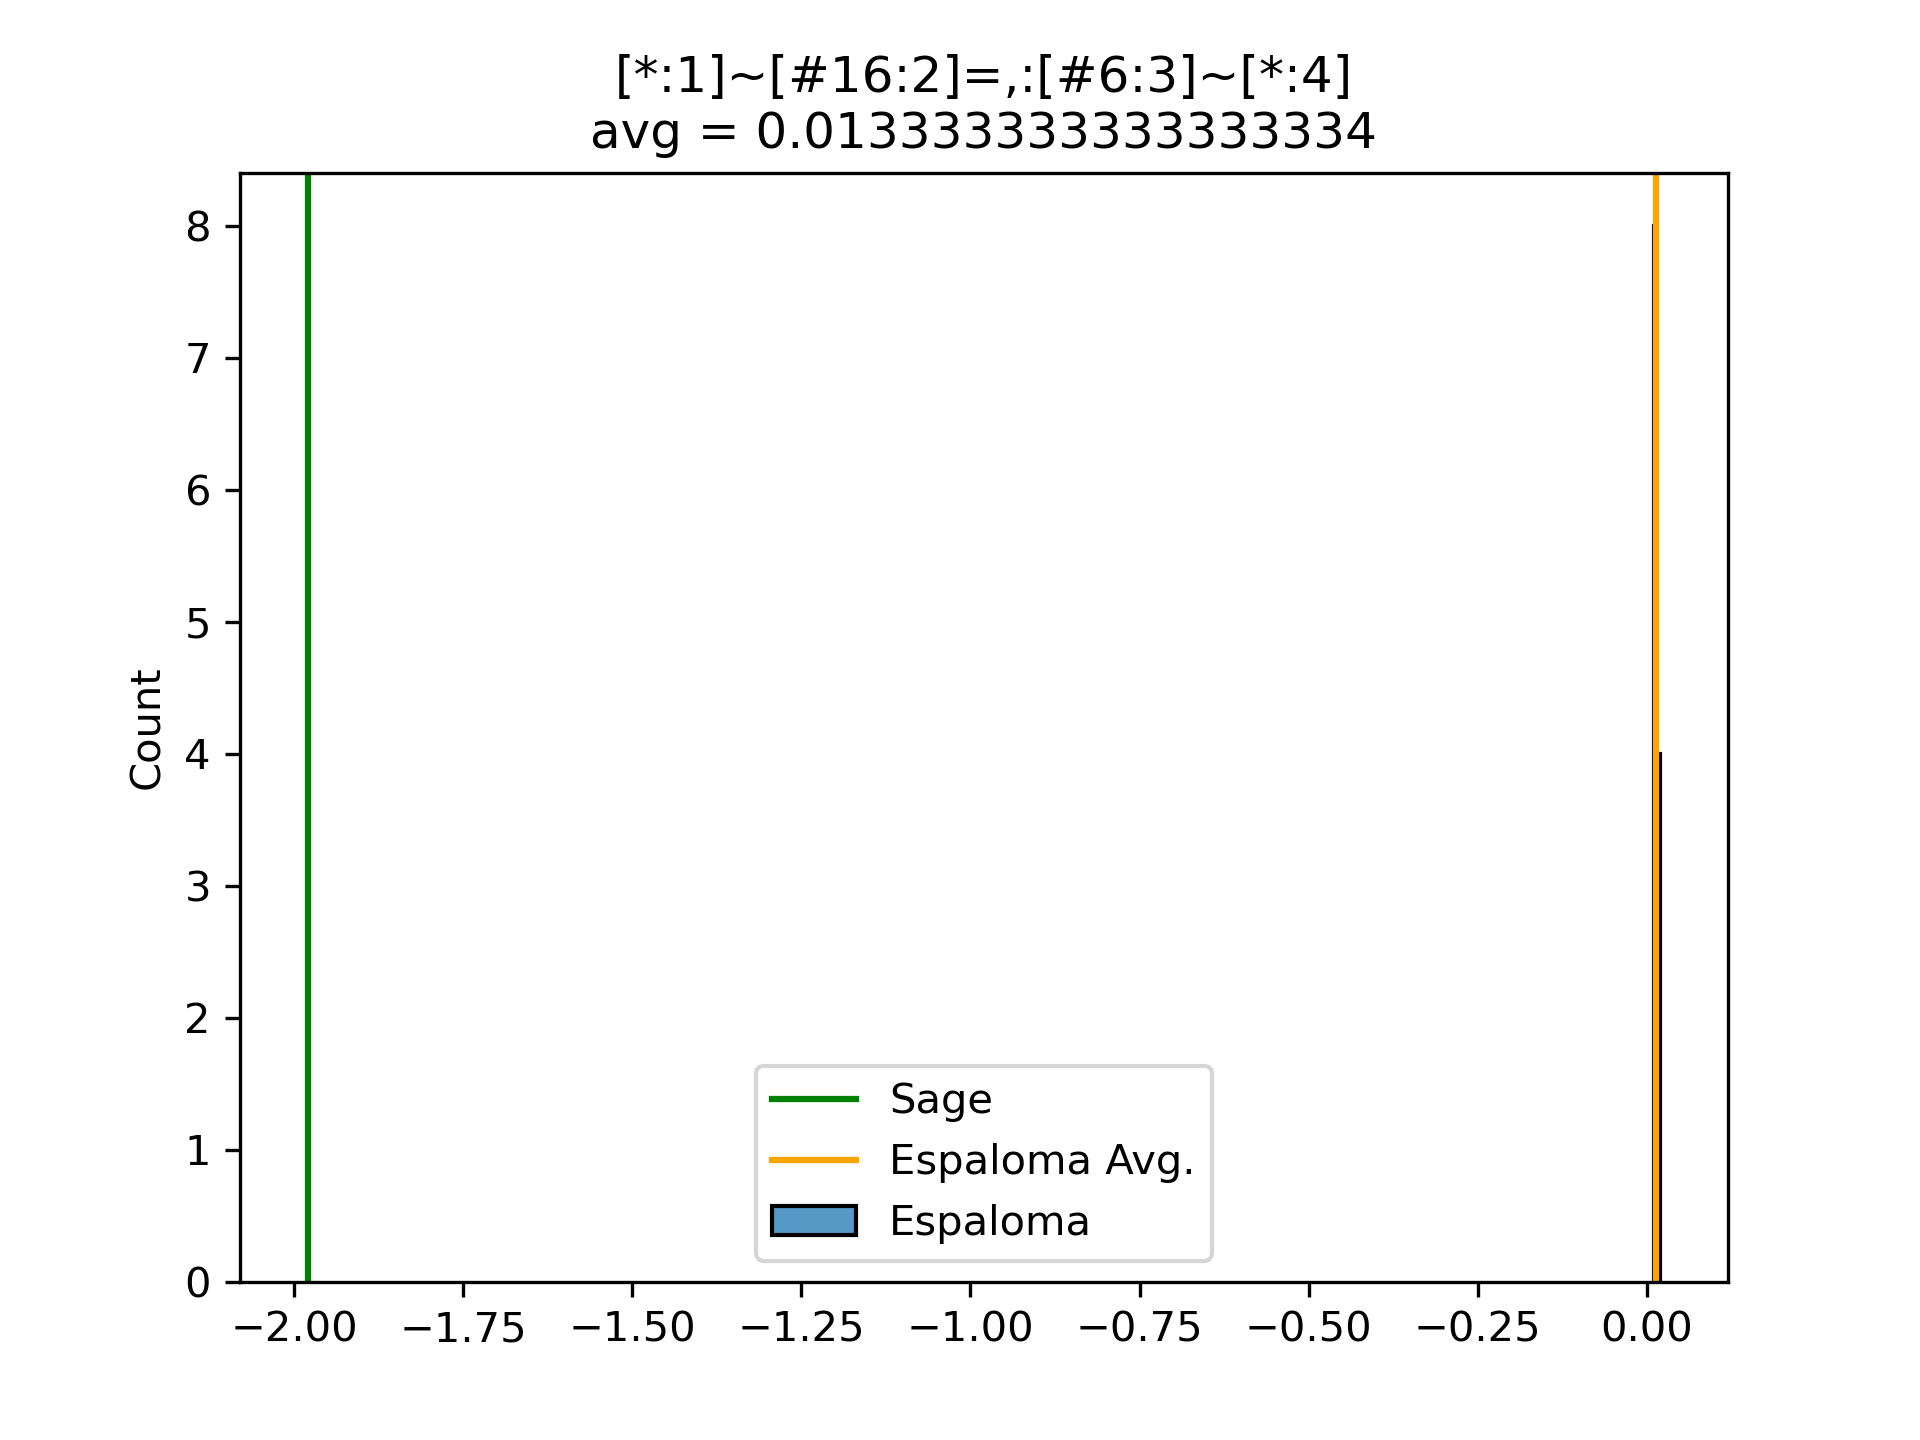 [*:1]~[#16:2]=,:[#6:3]~[*:4]
avg = 0.013333333333333334
8
7
6
5
4
3
2
1
0
Count
Sage
Espaloma Avg.
Espaloma
−2.00 −1.75 −1.50 −1.25 −1.00 −0.75 −0.50 −0.25 0.00